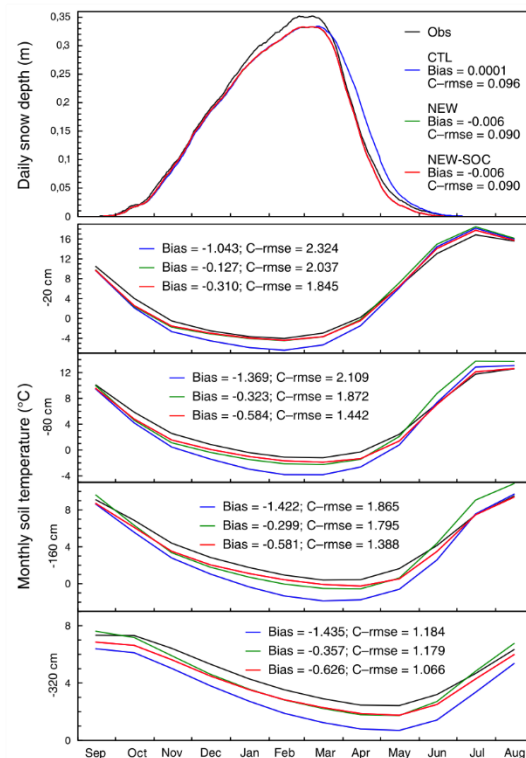 Daily snow depth (m)
0,35
0,3
0,25
0,2
0,15
0,1
0,05
0
Obs
CTL
Bias = 0.0001
C-rmse = 0.096
NEW
Bias = -0.006
C-rmse = 0.090
NEW-SOC
Bias = -0.006
C-rmse = 0.090
Monthly soil temperature (°C)
-20 cm
16
12
8
4
0
-4
Bias = -1.043; C-rmse = 2.324
Bias = -0.127; C-rmse = 2.037
Bias = -0.310; C-rmse = 1.845
-80 cm
12
8
4
0
-4
Bias = -1.369; C-rmse = 2.109
Bias = -0.323; C-rmse = 1.872
Bias = -0.584; C-rmse = 1.442
-160 cm
8
4
0
Bias = -1.422; C-rmse = 1.865
Bias = -0.299; C-rmse = 1.795
Bias = -0.581; C-rmse = 1.388
-320 cm
8
4
0
Bias = -1.435; C-rmse = 1.184
Bias = -0.357; C-rmse = 1.179
Bias = -0.626; C-rmse = 1.066
Sep Oct Nov Dec Jan Feb Mar Apr May Jun Jul Aug